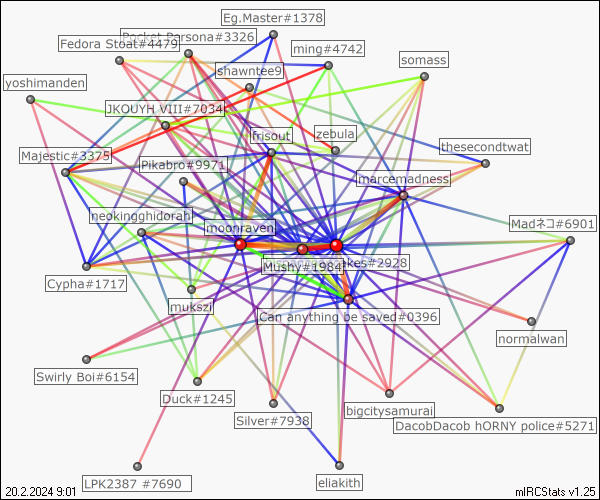 Eg.Master#1378
Pocket Persona#3326
Fedora Stoat#4479
ming#4742
somass
shawntee9
yoshimanden
JKOUYH VIII#7034
frisout
zebula
thesecondtwat
Majestic#3375
Pikabro#9971
marcemadness
neokingghidorah
moonraven
Madネコ#6901
Mushy#1984
kes#2928
Cypha#1717
mukszi
Can anything be saved#0396
normalwan
Swirly Boi#6154
Duck#1245
Silver#7938
bigcitysamurai
DacobDacob hORNY police#5271
LPK2387 #7690
eliakith
20.2.2024 9:01
mIRCStats v1.25